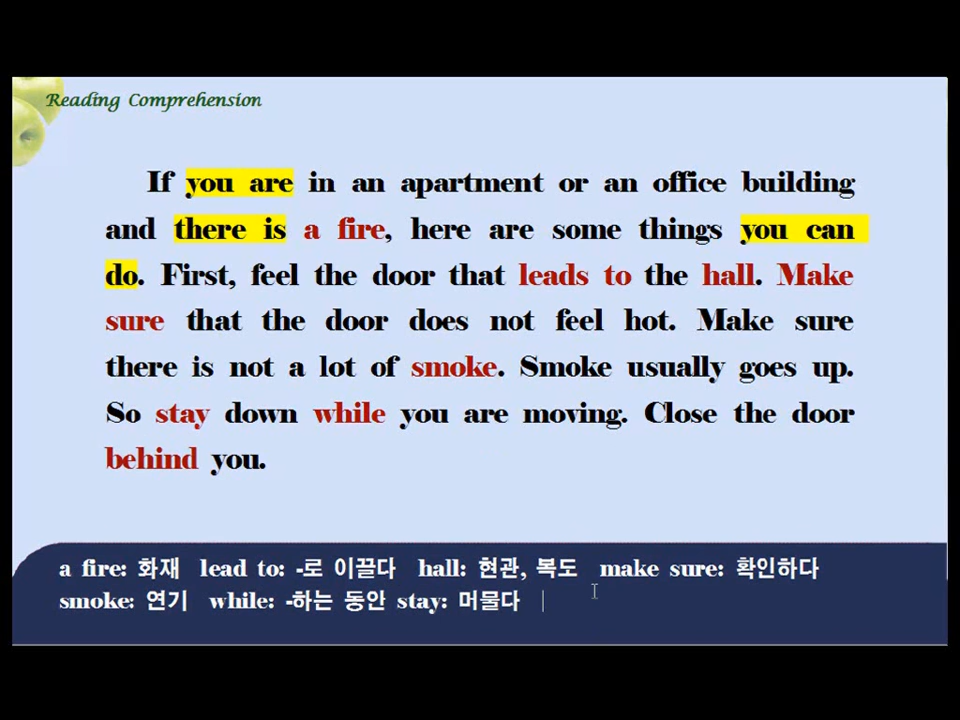 Reading Comprehension
If you are in an apartment or an office building
and there is a fire, here are some things you can
do. First, feel the door that leads to the hall. Make
sure that the door does not feel hot. Make sure
there is not a lot of smoke. Smoke usually goes up.
So stay down while you are moving. Close the door
behind you.
a fire: 화재 lead to: -로 이끌다 hall: 현관, 복도 make sure: 확인하다
smoke: 연기 while: -하는 동안 stay: 머물다